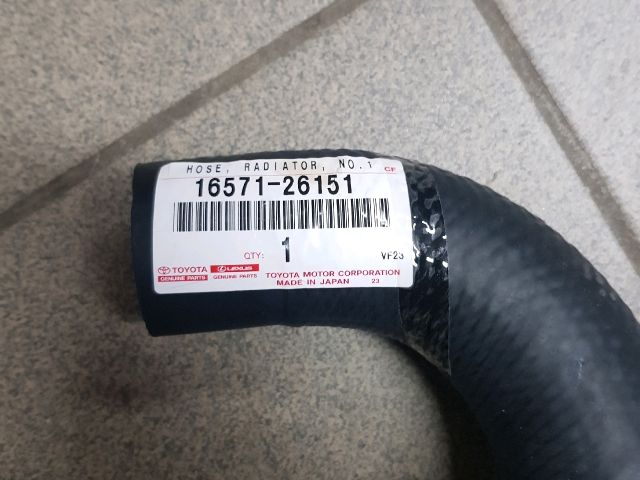 HOSE, RADIATOR, NO.1
CF
16571-26151
QTY: 1 VF23
TOYOTA LEXUS TOYOTA MOTOR CORPORATION
GENUINE PARTS GENUINE PARTS MADE IN JAPAN 23